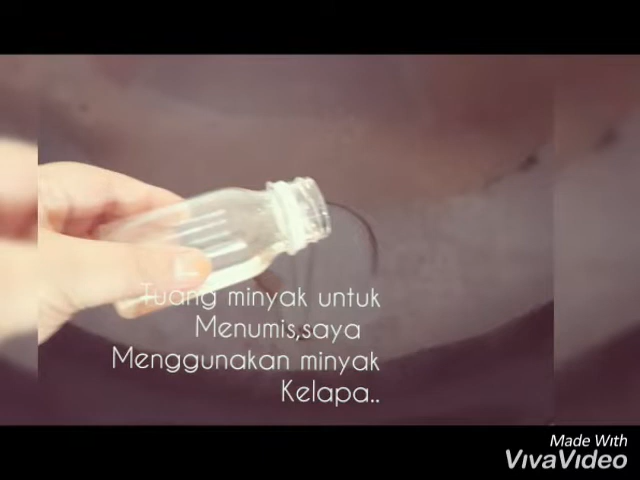 Tuang minyak untuk
Menumis,saya
Menggunakan minyak
Kelapa..
Made With
VivaVideo